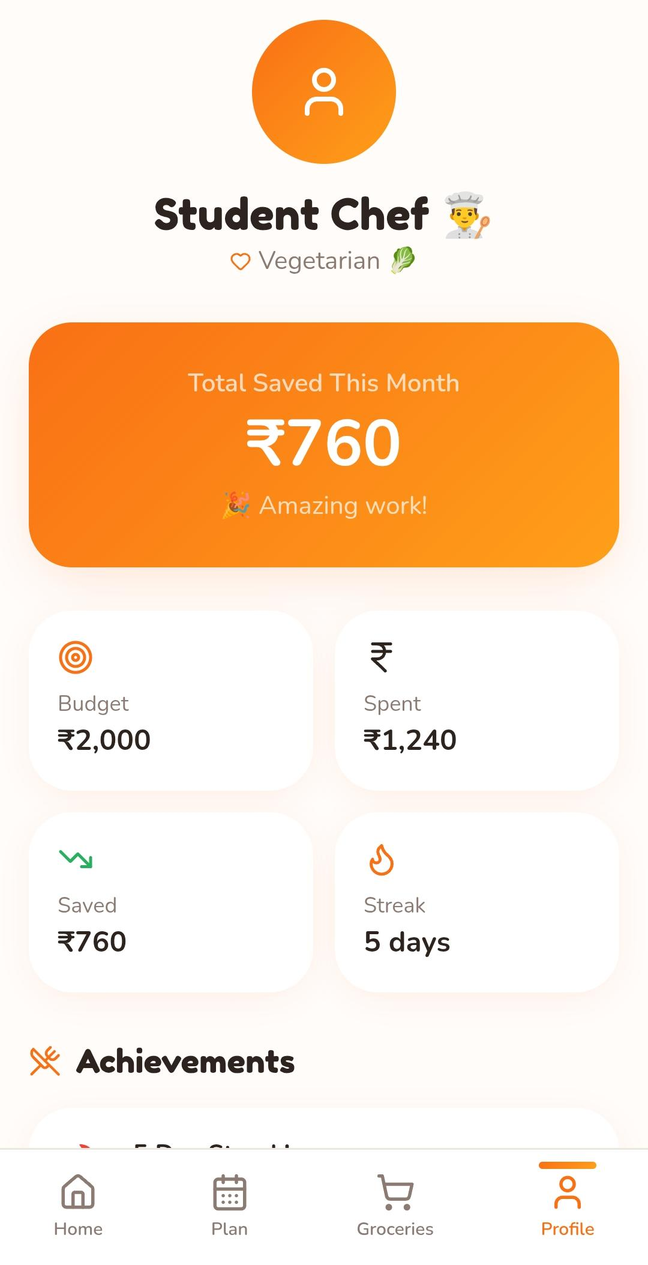 Student Chef 👨‍🍳
Vegetarian 🥬
Total Saved This Month
₹760
🎉 Amazing work!
Budget
₹2,000
₹
Spent
₹1,240
Saved
₹760
Streak
5 days
Achievements
Home
Plan
Groceries
Profile